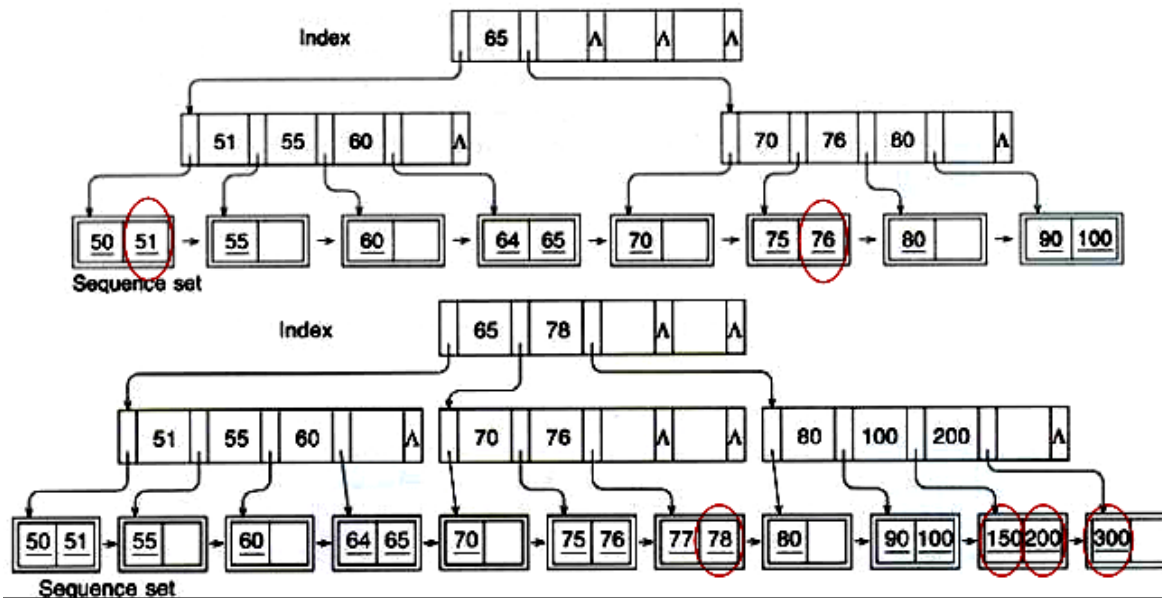 Index 65 Λ Λ Λ
51 55 60 Λ 70 76 80 Λ
50 51 55 60 64 65 70 75 76 80 90 100
Sequence set
Index 65 78 Λ Λ
51 55 60 Λ 70 76 Λ Λ 80 100 200 Λ
50 51 55 60 64 65 70 75 76 77 78 80 90 100 150 200 300
Sequence set